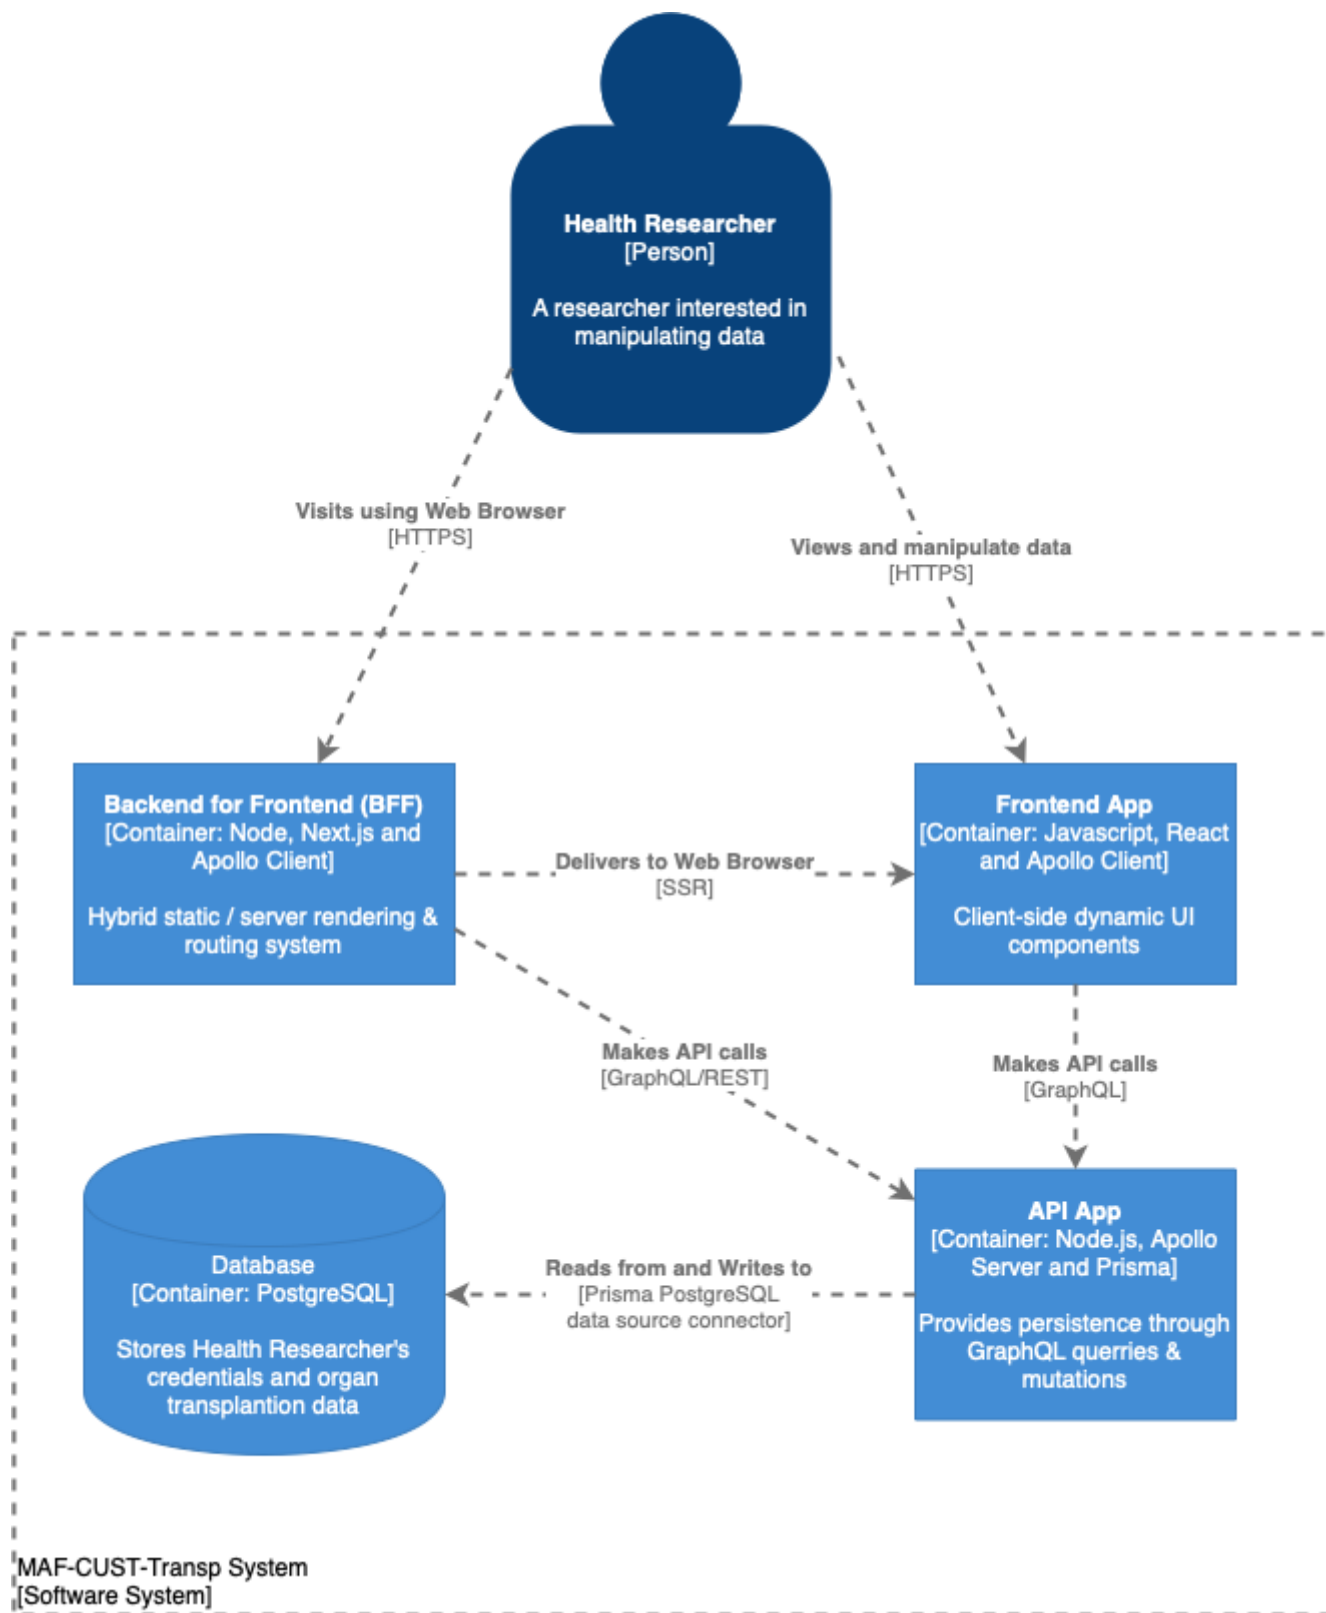 Health Researcher
[Person]
A researcher interested in
manipulating data
Visits using Web Browser
[HTTPS]
Views and manipulate data
[HTTPS]
Backend for Frontend (BFF)
[Container: Node, Next.js and
Apollo Client]
Hybrid static / server rendering &
routing system
Delivers to Web Browser
[SSR]
Frontend App
[Container: Javascript, React
and Apollo Client]
Client-side dynamic UI
components
Makes API calls
[GraphQL/REST]
Makes API calls
[GraphQL]
Database
[Container: PostgreSQL]
Stores Health Researcher's
credentials and organ
transplantion data
Reads from and Writes to
[Prisma PostgreSQL
data source connector]
API App
[Container: Node.js, Apollo
Server and Prisma]
Provides persistence through
GraphQL querries &
mutations
MAF-CUST-Transp System
[Software System]